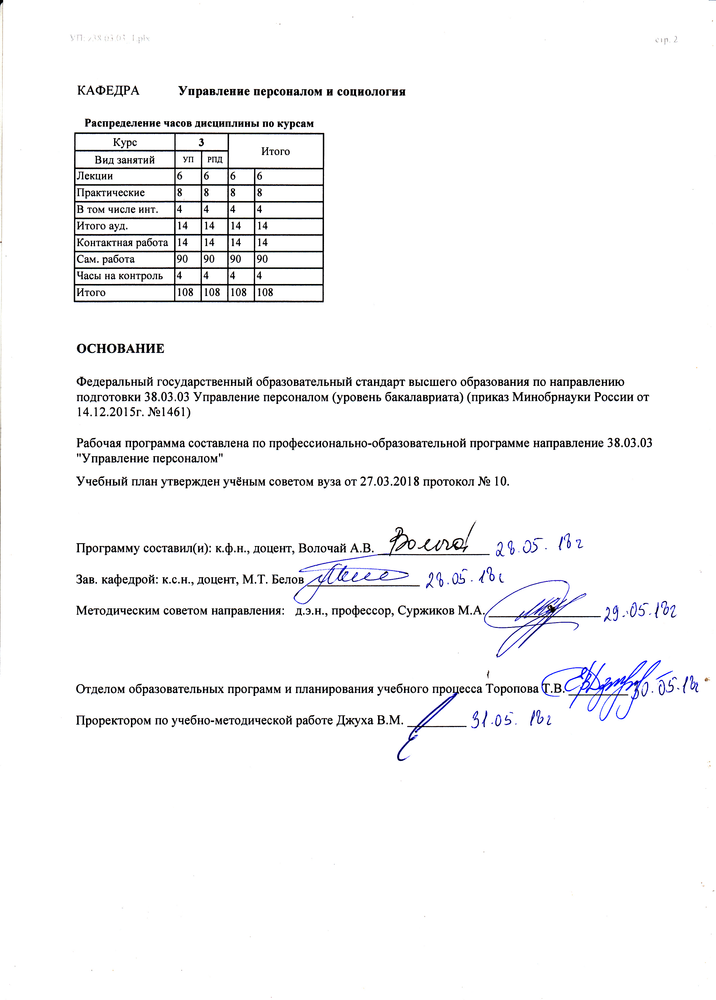 УП: z38.03.03_1.plx стр. 2
КАФЕДРА Управление персоналом и социология
Распределение часов дисциплины по курсам
Курс 3 Итого
Вид занятий УП РПД
Лекции 6 6 6 6
Практические 8 8 8 8
В том числе инт. 4 4 4 4
Итого ауд. 14 14 14 14
Контактная работа 14 14 14 14
Сам. работа 90 90 90 90
Часы на контроль 4 4 4 4
Итого 108 108 108 108
ОСНОВАНИЕ
Федеральный государственный образовательный стандарт высшего образования по направлению
подготовки 38.03.03 Управление персоналом (уровень бакалавриата) (приказ Минобрнауки России от
14.12.2015г. №1461)
Рабочая программа составлена по профессионально-образовательной программе направление 38.03.03
"Управление персоналом"
Учебный план утвержден учёным советом вуза от 27.03.2018 протокол № 10.
Программу составил(и): к.ф.н., доцент, Волочай А.В. 28.05.18г
Зав. кафедрой: к.с.н., доцент, М.Т. Белов 28.05.18г
Методическим советом направления: д.э.н., профессор, Суржиков М.А. 29.05.18г
Отделом образовательных программ и планирования учебного процесса Торопова Т.В. 30.05.18г
Проректором по учебно-методической работе Джуха В.М. 31.05.18г